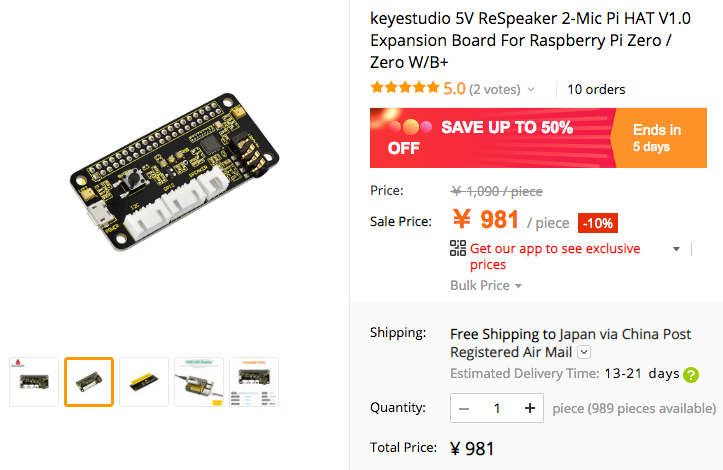 keyestudio 5V ReSpeaker 2-Mic Pi HAT V1.0
Expansion Board For Raspberry Pi Zero /
Zero W/B+
5.0 (2 votes) 10 orders
SAVE UP TO 50%
OFF
Ends in
5 days
Price: ¥ 1,090 / piece
Sale Price: ¥ 981 / piece -10%
Get our app to see exclusive
prices
Bulk Price
Shipping: Free Shipping to Japan via China Post
Registered Air Mail
Estimated Delivery Time: 13-21 days ?
Quantity: − 1 + piece (989 pieces available)
Total Price: ¥ 981
I2C
POWER